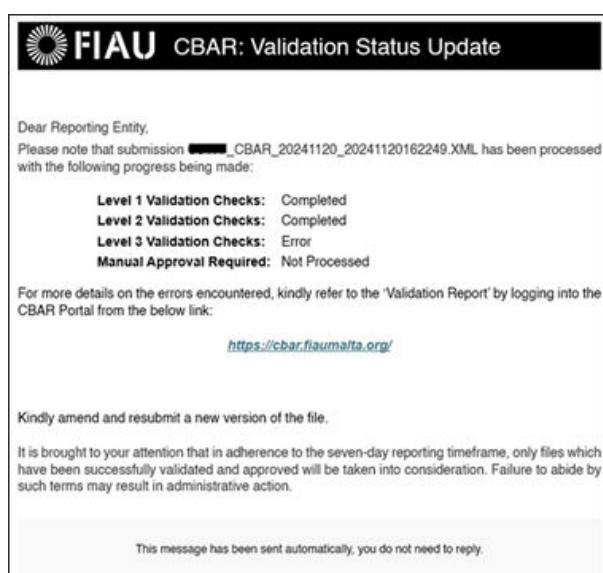 FIAU CBAR: Validation Status Update
Dear Reporting Entity,
Please note that submission _CBAR_20241120_20241120162249.XML has been processed
with the following progress being made:
Level 1 Validation Checks: Completed
Level 2 Validation Checks: Completed
Level 3 Validation Checks: Error
Manual Approval Required: Not Processed
For more details on the errors encountered, kindly refer to the 'Validation Report' by logging into the
CBAR Portal from the below link:
https://cbar.fiaumalta.org/
Kindly amend and resubmit a new version of the file.
It is brought to your attention that in adherence to the seven-day reporting timeframe, only files which
have been successfully validated and approved will be taken into consideration. Failure to abide by
such terms may result in administrative action.
This message has been sent automatically, you do not need to reply.